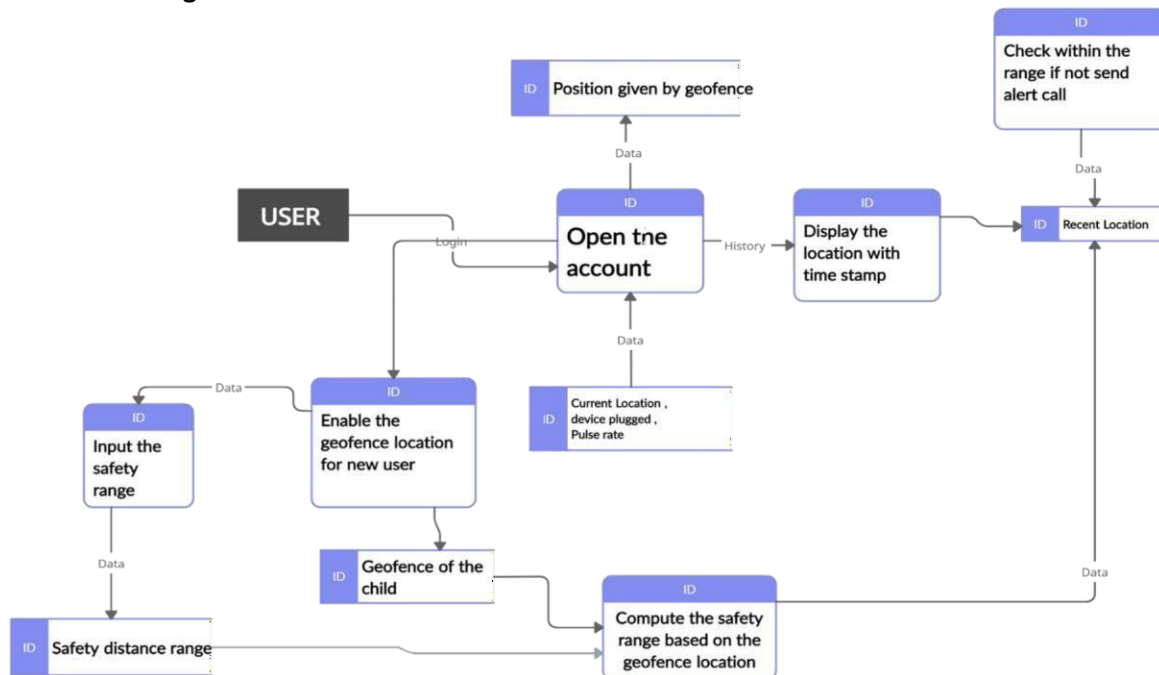 ID
Check within the
range if not send
alert call
ID
Position given by geofence
Data
Data
USER
ID
Open the
account
Login
History
ID
Display the
location with
time stamp
ID
Recent Location
Data
ID
Current Location ,
device plugged ,
Pulse rate
Data
ID
Enable the
geofence location
for new user
ID
Input the
safety
range
Data
ID
Geofence of the
child
Data
ID
Compute the safety
range based on the
geofence location
ID
Safety distance range